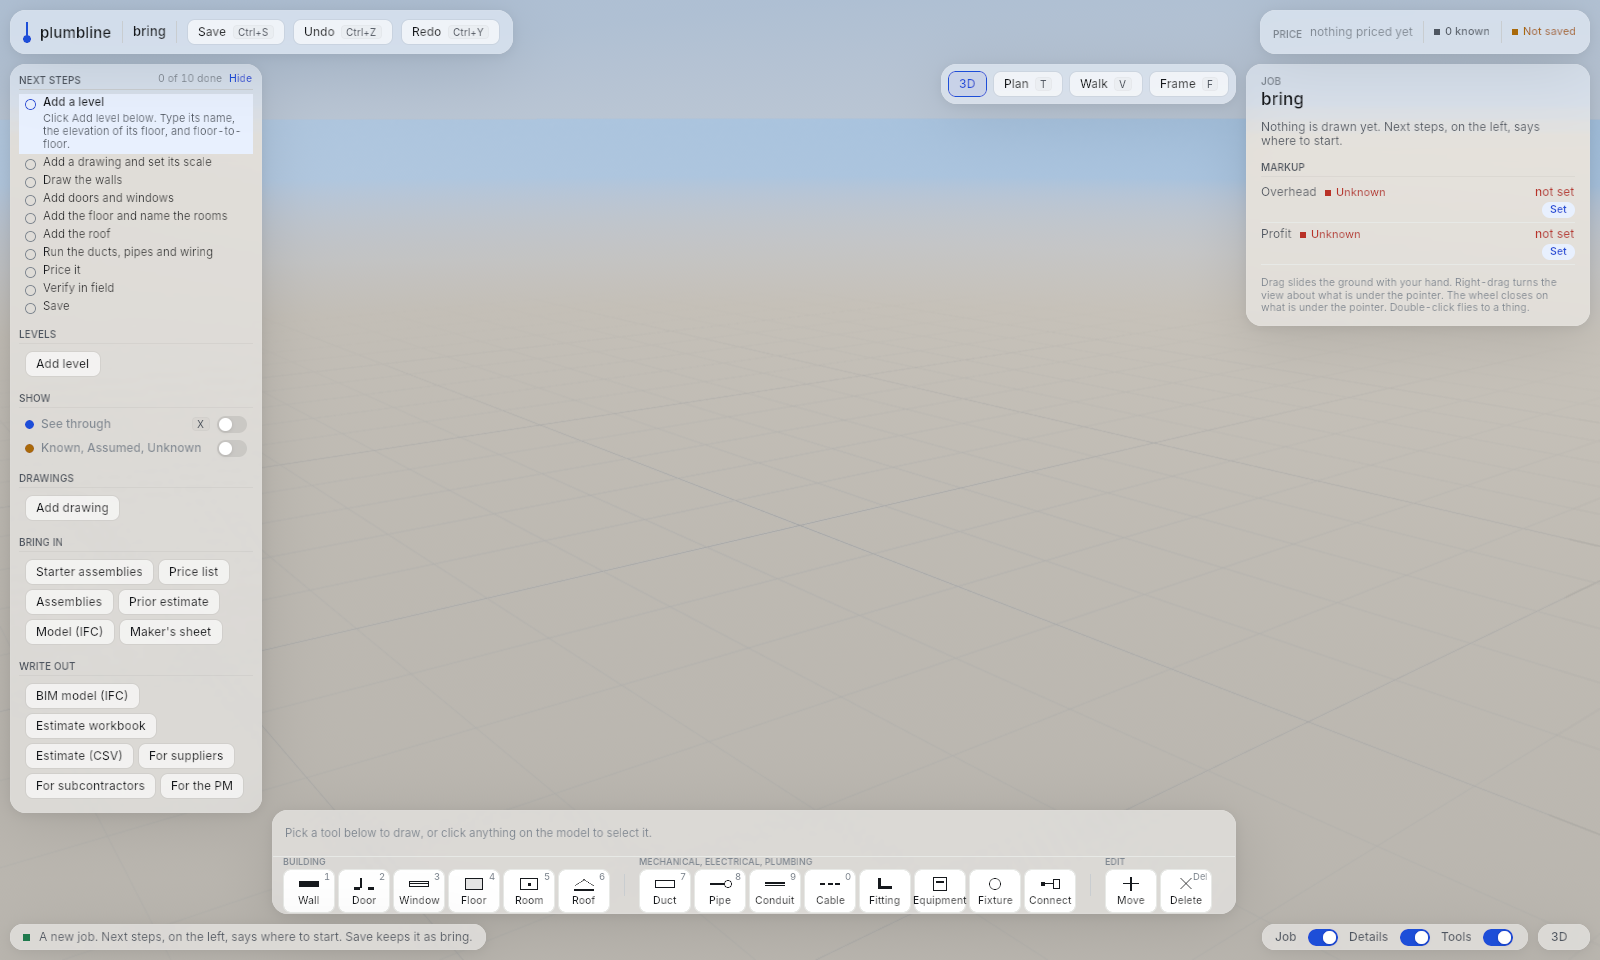 plumbline
bring
Save Ctrl+S
Undo Ctrl+Z
Redo Ctrl+Y
PRICE nothing priced yet
0 known
Not saved
NEXT STEPS 0 of 10 done Hide
Add a level
Click Add level below. Type its name,
the elevation of its floor, and floor-to-
floor.
Add a drawing and set its scale
Draw the walls
Add doors and windows
Add the floor and name the rooms
Add the roof
Run the ducts, pipes and wiring
Price it
Verify in field
Save
LEVELS
Add level
SHOW
See through X
Known, Assumed, Unknown
DRAWINGS
Add drawing
BRING IN
Starter assemblies Price list
Assemblies Prior estimate
Model (IFC) Maker's sheet
WRITE OUT
BIM model (IFC)
Estimate workbook
Estimate (CSV) For suppliers
For subcontractors For the PM
3D Plan T Walk V Frame F
JOB
bring
Nothing is drawn yet. Next steps, on the left, says
where to start.
MARKUP
Overhead Unknown not set
Set
Profit Unknown not set
Set
Drag slides the ground with your hand. Right-drag turns the
view about what is under the pointer. The wheel closes on
what is under the pointer. Double-click flies to a thing.
Pick a tool below to draw, or click anything on the model to select it.
BUILDING MECHANICAL, ELECTRICAL, PLUMBING EDIT
1 2 3 4 5 6 7 8 9 0 Del
Wall Door Window Floor Room Roof Duct Pipe Conduit Cable Fitting Equipment Fixture Connect Move Delete
A new job. Next steps, on the left, says where to start. Save keeps it as bring.
Job Details Tools 3D